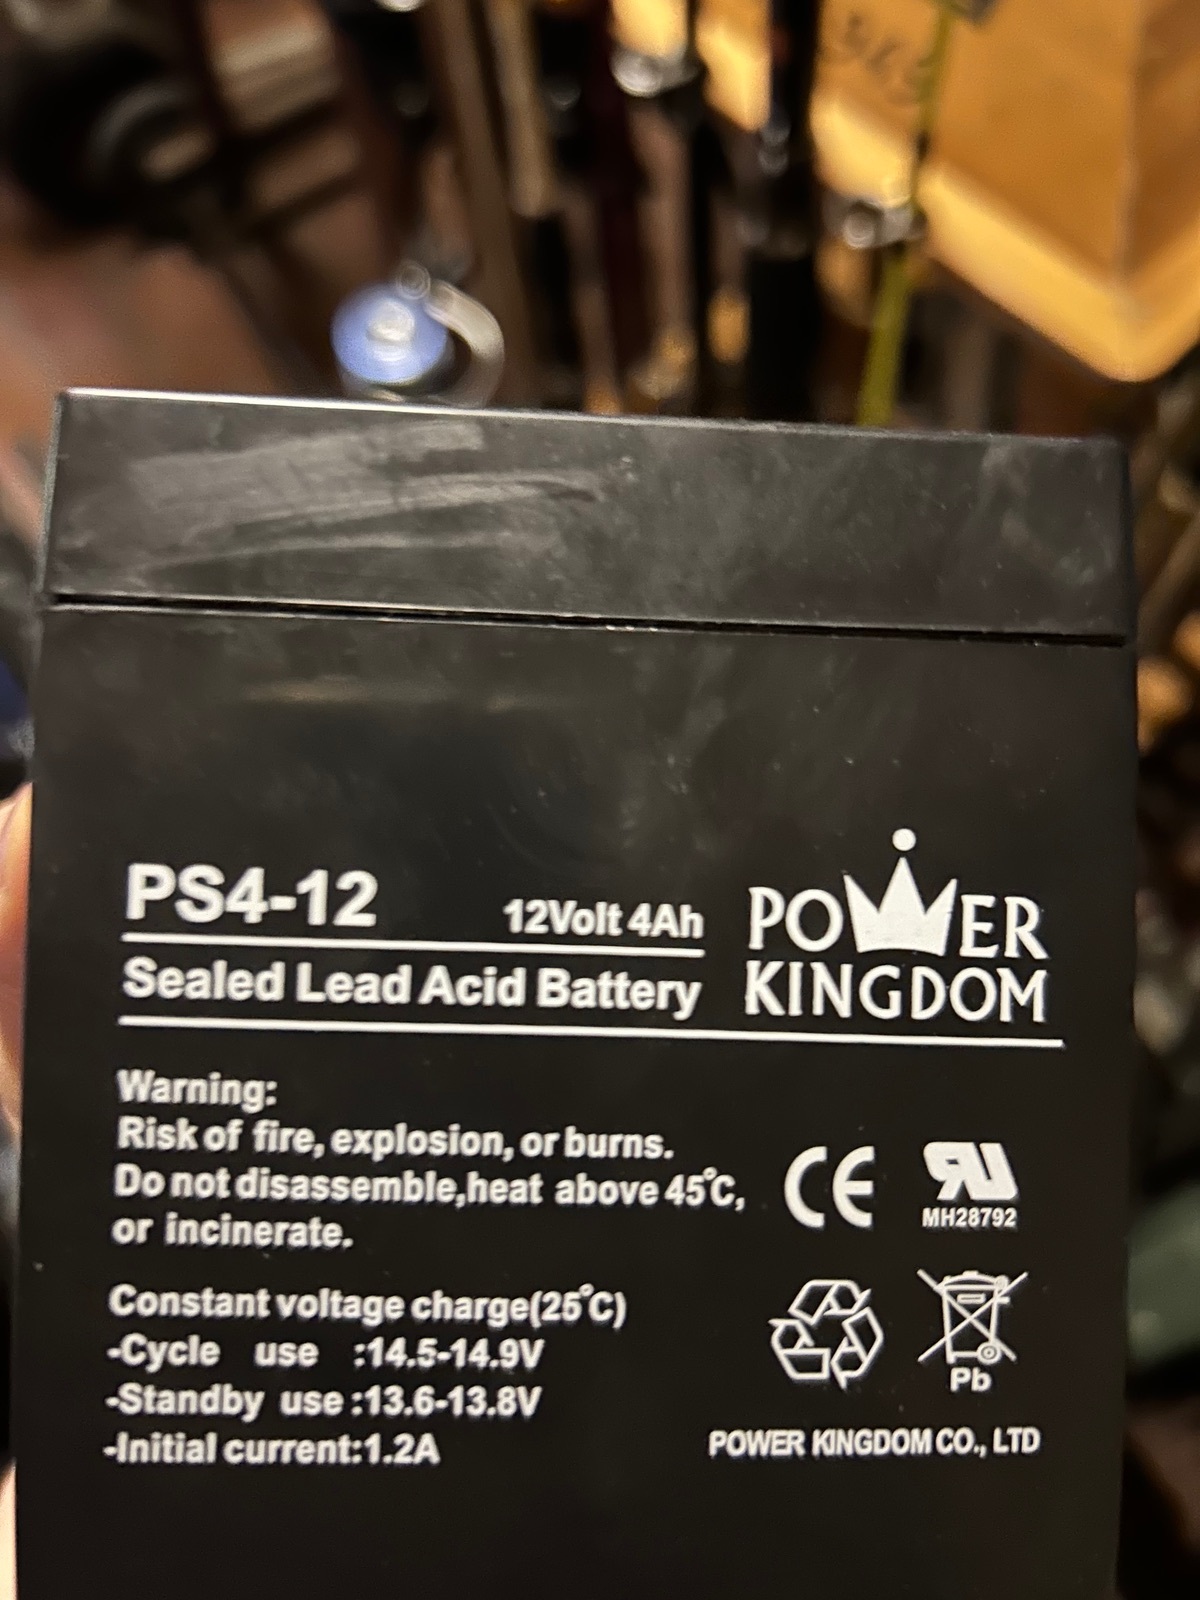 PS4-12
12Volt 4Ah
Sealed Lead Acid Battery
POWER
KINGDOM
Warning:
Risk of fire, explosion, or burns.
Do not disassemble,heat above 45℃,
or incinerate.
Constant voltage charge(25℃)
-Cycle use :14.5-14.9V
-Standby use :13.6-13.8V
-Initial current:1.2A
CE
RU
MH28792
Pb
POWER KINGDOM CO., LTD